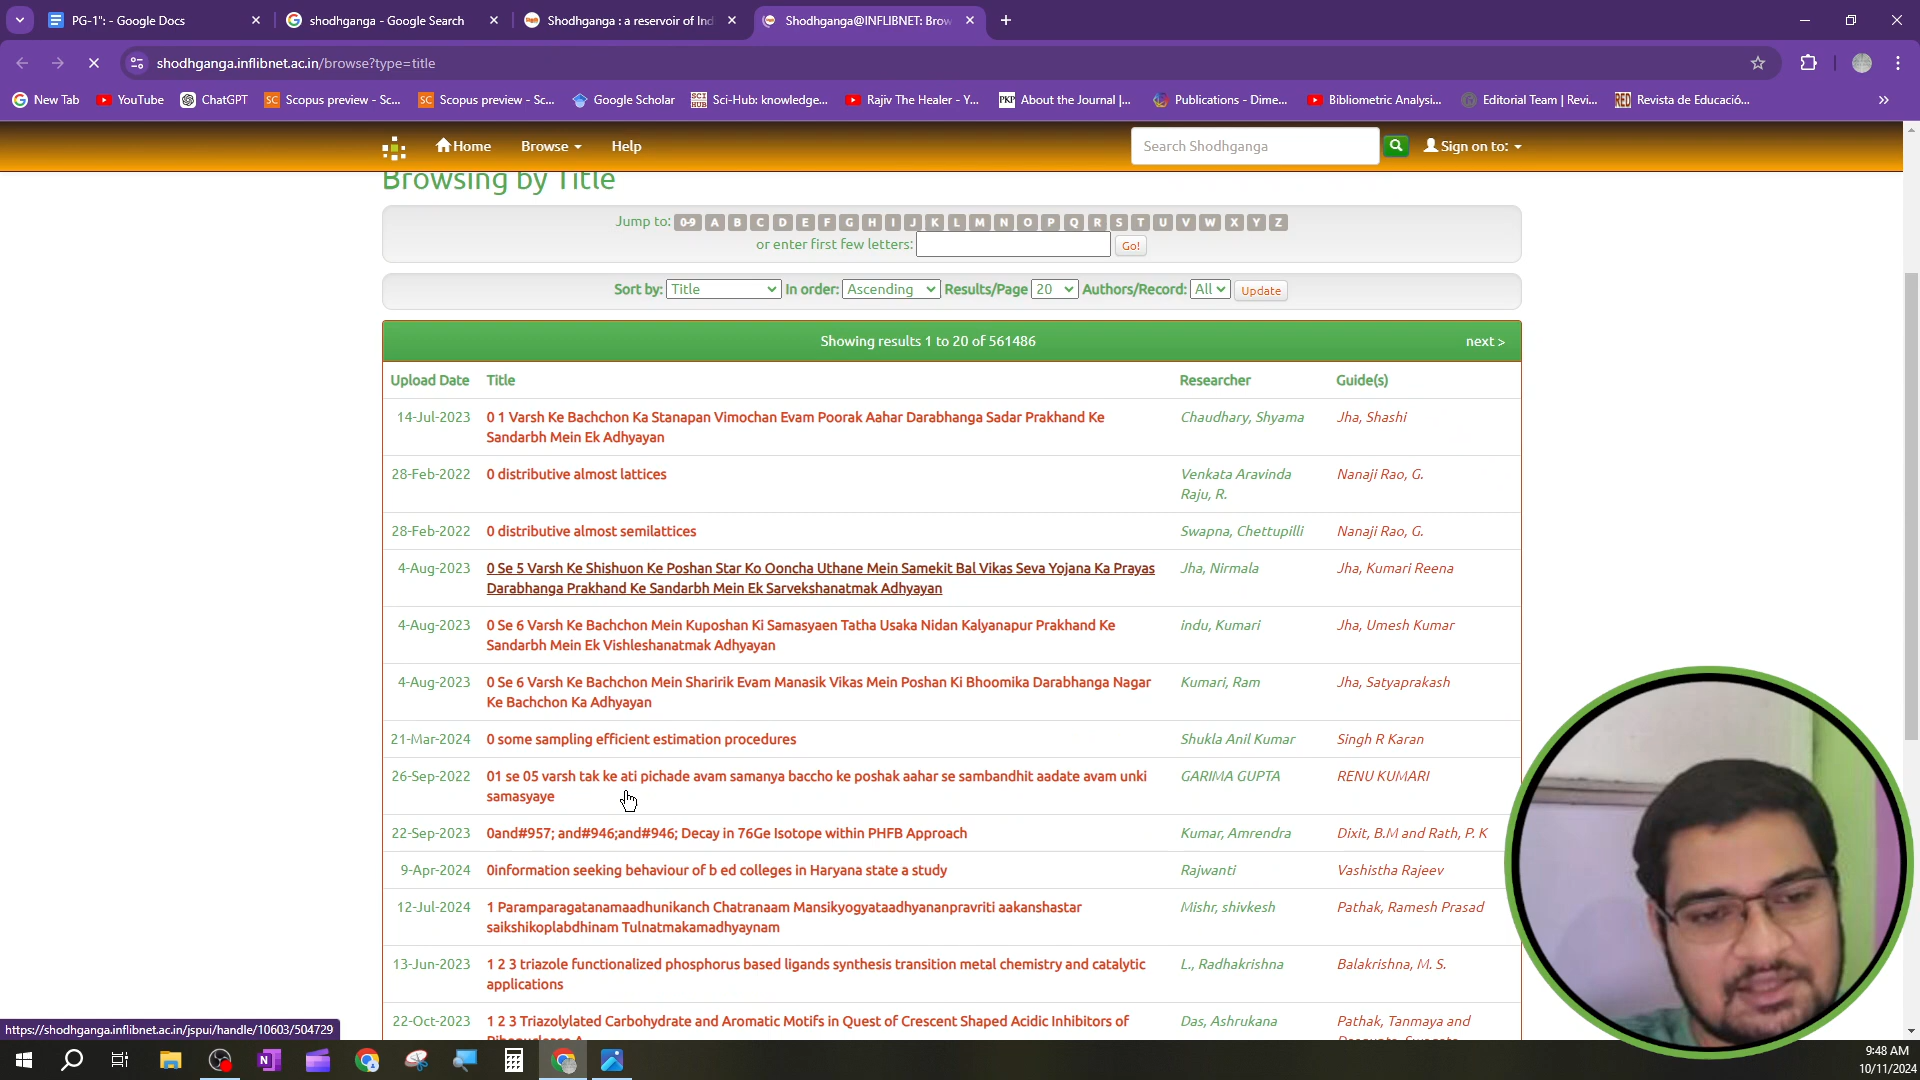 PG-1": - Google Docs
shodhganga - Google Search
Shodhganga : a reservoir of Ind
Shodhganga@INFLIBNET: Brow
shodhganga.inflibnet.ac.in/browse?type=title
New Tab
YouTube
ChatGPT
Scopus preview - Sc...
Scopus preview - Sc...
Google Scholar
Sci-Hub: knowledge...
Rajiv The Healer - Y...
About the Journal |...
Publications - Dime...
Bibliometric Analysi...
Editorial Team | Revi...
Revista de Educació...
Home
Browse
Help
Search Shodhganga
Sign on to:
Browsing by Title
Jump to: 0-9 A B C D E F G H I J K L M N O P Q R S T U V W X Y Z
or enter first few letters: Go!
Sort by: Title In order: Ascending Results/Page 20 Authors/Record: All Update
Showing results 1 to 20 of 561486 next >
Upload Date Title Researcher Guide(s)
14-Jul-2023 0 1 Varsh Ke Bachchon Ka Stanapan Vimochan Evam Poorak Aahar Darabhanga Sadar Prakhand Ke Chaudhary, Shyama Jha, Shashi
Sandarbh Mein Ek Adhyayan
28-Feb-2022 0 distributive almost lattices Venkata Aravinda Nanaji Rao, G.
Raju, R.
28-Feb-2022 0 distributive almost semilattices Swapna, Chettupilli Nanaji Rao, G.
4-Aug-2023 0 Se 5 Varsh Ke Shishuon Ke Poshan Star Ko Ooncha Uthane Mein Samekit Bal Vikas Seva Yojana Ka Prayas Jha, Nirmala Jha, Kumari Reena
Darabhanga Prakhand Ke Sandarbh Mein Ek Sarvekshanatmak Adhyayan
4-Aug-2023 0 Se 6 Varsh Ke Bachchon Mein Kuposhan Ki Samasyaen Tatha Usaka Nidan Kalyanapur Prakhand Ke indu, Kumari Jha, Umesh Kumar
Sandarbh Mein Ek Vishleshanatmak Adhyayan
4-Aug-2023 0 Se 6 Varsh Ke Bachchon Mein Sharirik Evam Manasik Vikas Mein Poshan Ki Bhoomika Darabhanga Nagar Kumari, Ram Jha, Satyaprakash
Ke Bachchon Ka Adhyayan
21-Mar-2024 0 some sampling efficient estimation procedures Shukla Anil Kumar Singh R Karan
26-Sep-2022 01 se 05 varsh tak ke ati pichade avam samanya baccho ke poshak aahar se sambandhit aadate avam unki GARIMA GUPTA RENU KUMARI
samasyaye
22-Sep-2023 0and#957; and#946;and#946; Decay in 76Ge Isotope within PHFB Approach Kumar, Amrendra Dixit, B.M and Rath, P. K
9-Apr-2024 0information seeking behaviour of b ed colleges in Haryana state a study Rajwanti Vashistha Rajeev
12-Jul-2024 1 Paramparagatanamaadhunikanch Chatranaam Mansikyogyataadhyananpravriti aakanshastar Mishr, shivkesh Pathak, Ramesh Prasad
saikshikoplabdhinam Tulnatmakamadhyaynam
13-Jun-2023 1 2 3 triazole functionalized phosphorus based ligands synthesis transition metal chemistry and catalytic L., Radhakrishna Balakrishna, M. S.
applications
22-Oct-2023 1 2 3 Triazolylated Carbohydrate and Aromatic Motifs in Quest of Crescent Shaped Acidic Inhibitors of Das, Ashrukana Pathak, Tanmaya and
https://shodhganga.inflibnet.ac.in/jspui/handle/10603/504729
9:48 AM
10/11/2024